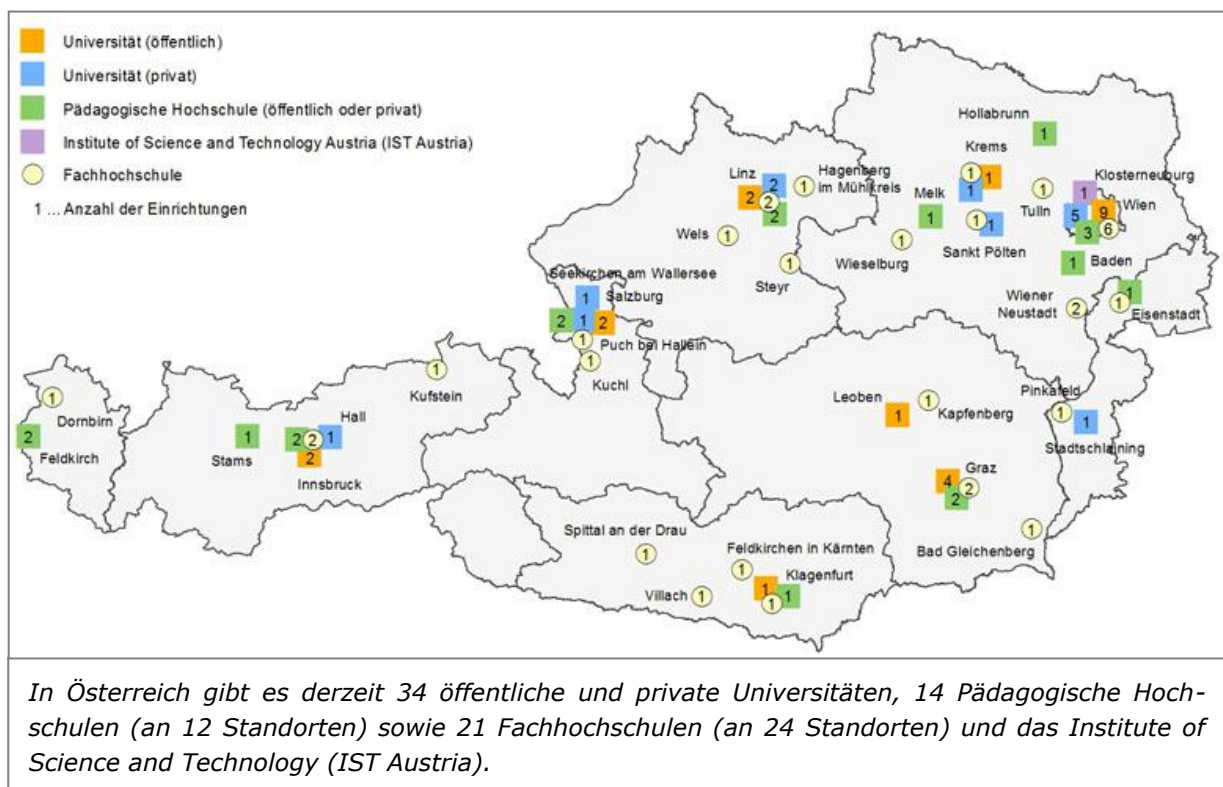 Universität (öffentlich)
Universität (privat)
Pädagogische Hochschule (öffentlich oder privat)
Institute of Science and Technology Austria (IST Austria)
Fachhochschule
1 ... Anzahl der Einrichtungen
Hollabrunn
1
Krems
1
1
1
Klosterneuburg
1
Linz
2
2
2
2
Hagenberg
im Mühlkreis
1
Melk
1
Tulln
1
Wien
5
9
3
6
Sankt Pölten
1
1
Wels
1
Wieselburg
1
Steyr
1
Baden
1
Wiener
Neustadt
2
Eisenstadt
1
1
Seekirchen am Wallersee
1
Salzburg
2
1
2
Puch bei Hallein
1
Kuchl
1
Kufstein
1
Dornbirn
1
Feldkirch
2
Stams
1
Hall
1
2
2
2
Innsbruck
Leoben
1
Kapfenberg
1
Pinkafeld
1
Stadtschlaining
1
Graz
4
2
2
Bad Gleichenberg
1
Spittal an der Drau
1
Feldkirchen in Kärnten
1
Villach
1
Klagenfurt
1
1
1
In Österreich gibt es derzeit 34 öffentliche und private Universitäten, 14 Pädagogische Hoch-
schulen (an 12 Standorten) sowie 21 Fachhochschulen (an 24 Standorten) und das Institute of
Science and Technology (IST Austria).